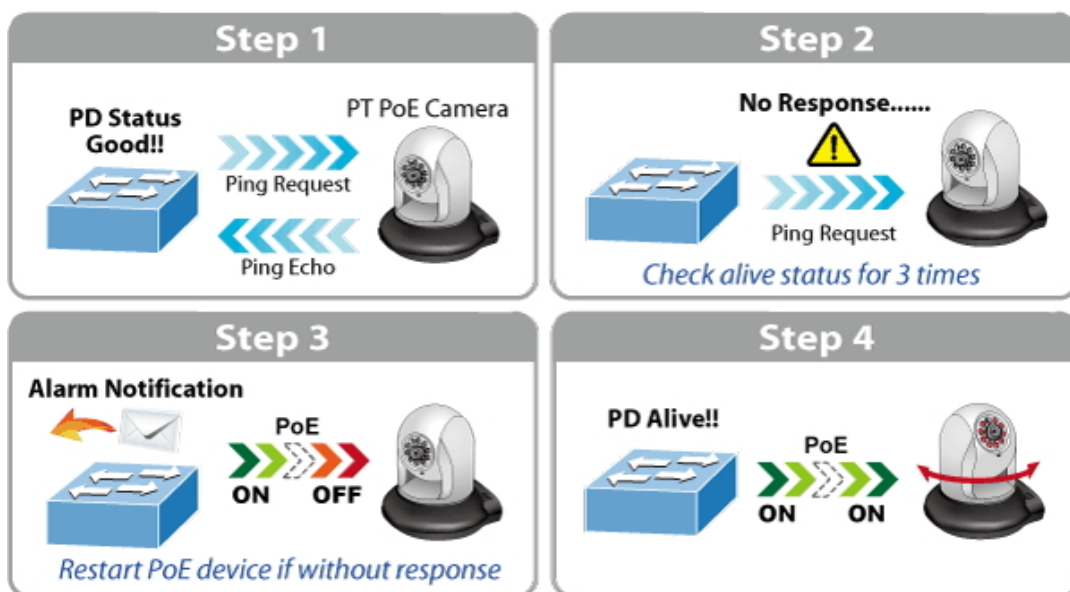 Step 1
PD Status
Good!!
PT PoE Camera
Ping Request
Ping Echo
Step 2
No Response......
Ping Request
Check alive status for 3 times
Step 3
Alarm Notification
PoE
ON OFF
Restart PoE device if without response
Step 4
PD Alive!!
PoE
ON ON